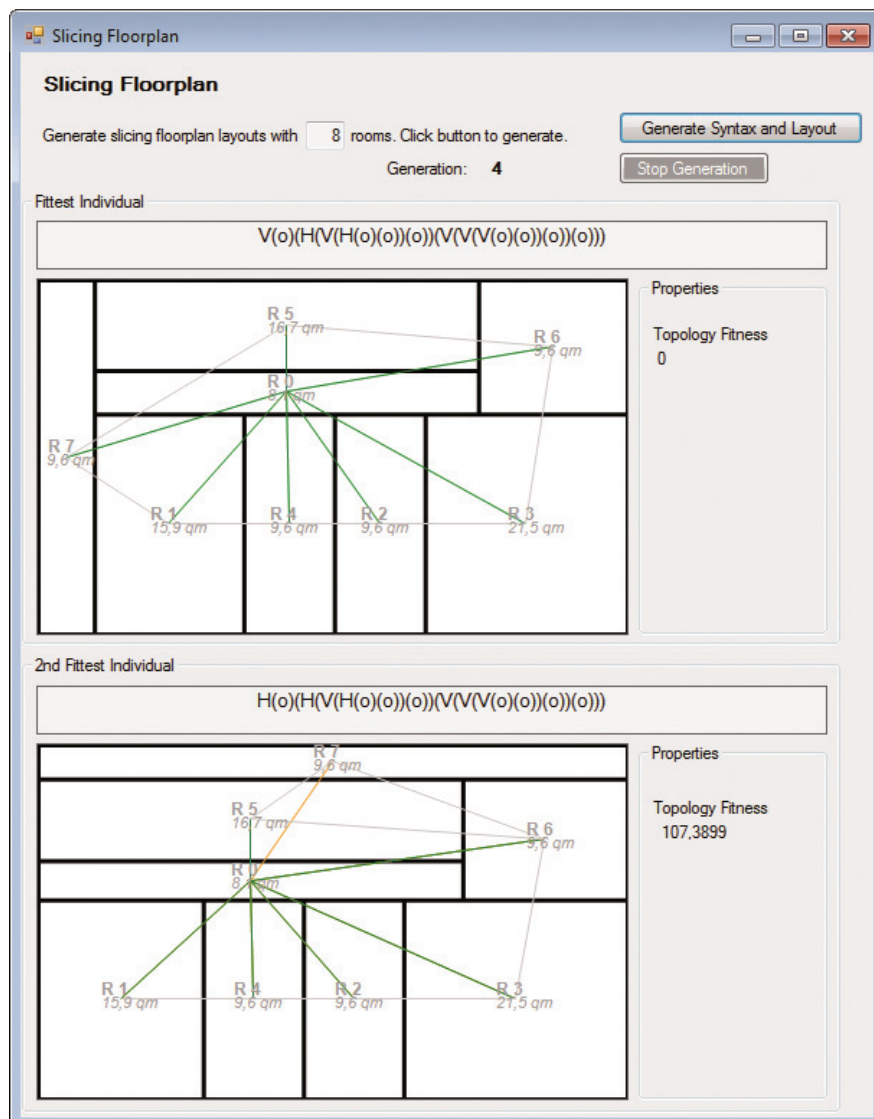 Slicing Floorplan
Slicing Floorplan
Generate slicing floorplan layouts with 8 rooms. Click button to generate.
Generate Syntax and Layout
Generation: 4
Stop Generation
Fittest Individual
V(o)(H(V(H(o)(o))(o))(V(V(V(o)(o))(o))(o)))
Properties
Topology Fitness
0
R 5
16,7 qm
R 6
9,6 qm
R 0
R 7
9,6 qm
R 1
15,9 qm
R 4
9,6 qm
R 2
9,6 qm
R 3
21,5 qm
2nd Fittest Individual
H(o)(H(V(H(o)(o))(o))(V(V(V(o)(o))(o))(o)))
Properties
Topology Fitness
107,3899
R 7
9,6 qm
R 5
16,7 qm
R 6
9,6 qm
R 0
R 1
15,9 qm
R 4
9,6 qm
R 2
9,6 qm
R 3
21,5 qm